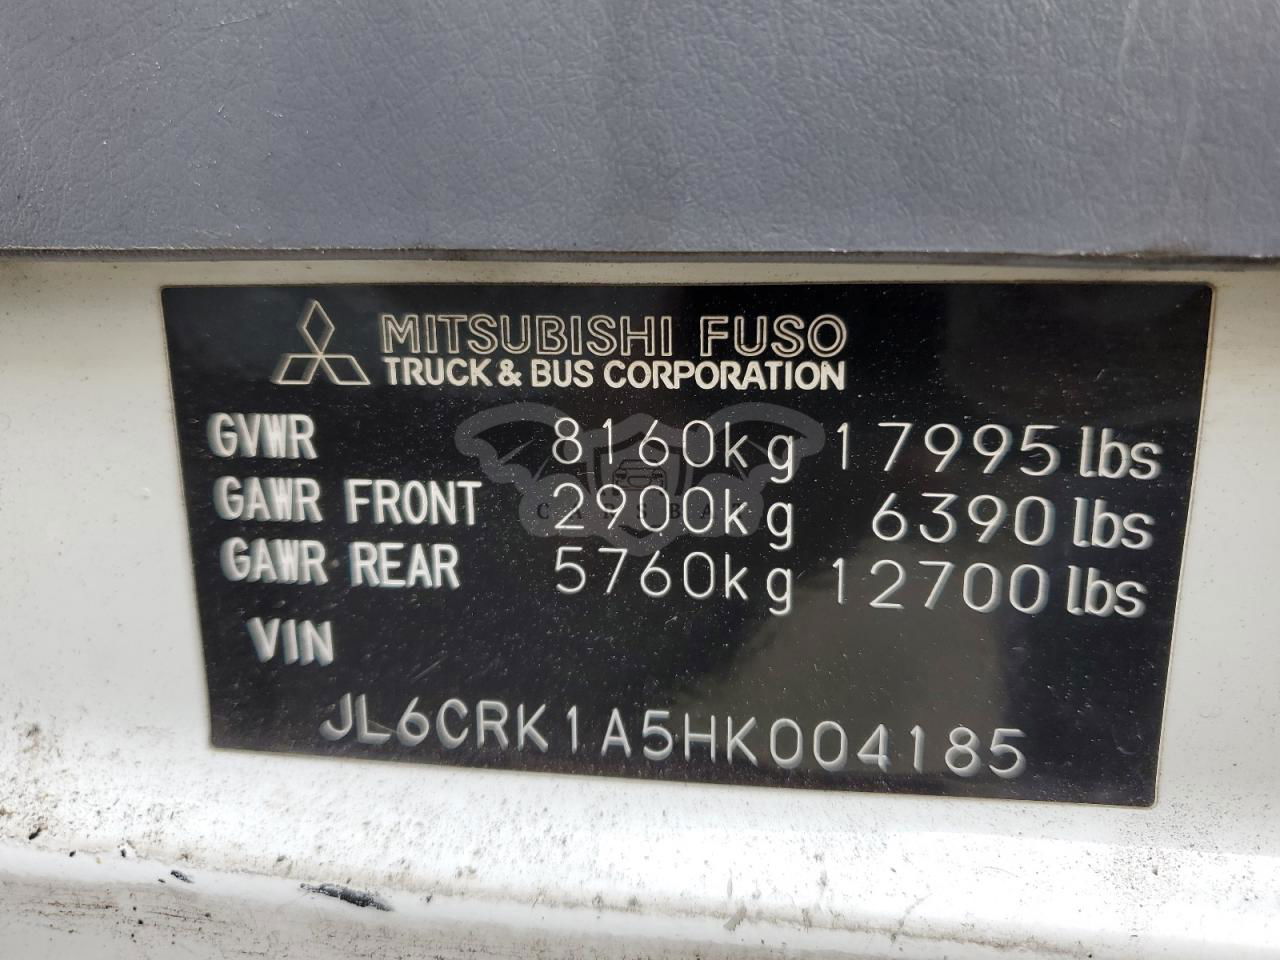 MITSUBISHI FUSO
TRUCK & BUS CORPORATION
GVWR 8160kg 17995 lbs
GAWR FRONT 2900kg 6390 lbs
GAWR REAR 5760kg 12700 lbs
VIN
JL6CRK1A5HK004185